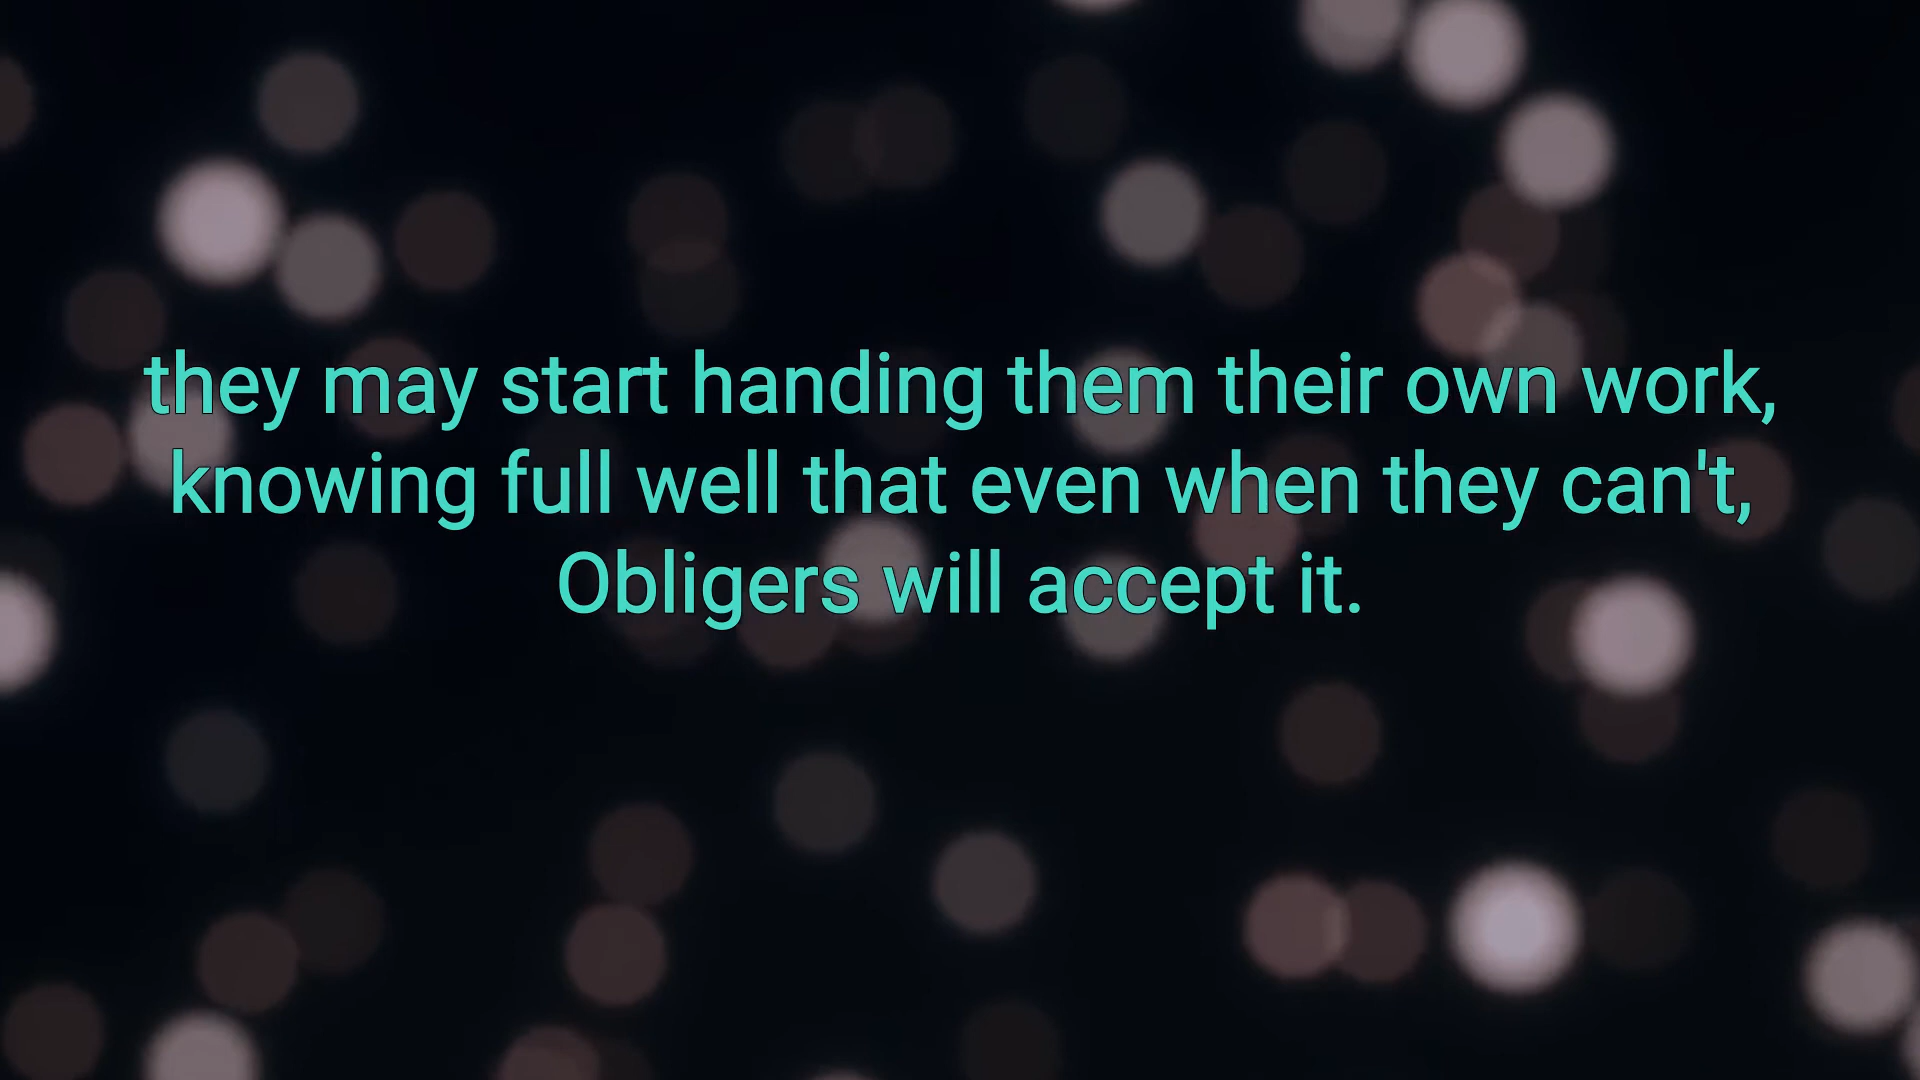 they may start handing them their own work,
knowing full well that even when they can't,
Obligers will accept it.